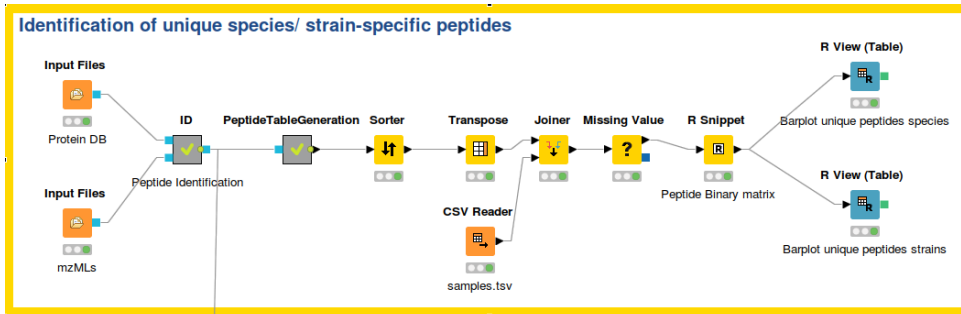 Identification of unique species/ strain-specific peptides
R View (Table)
Input Files
ID
PeptideTableGeneration
Sorter
Transpose
Joiner
Missing Value
R Snippet
R
?
R
Protein DB
Barplot unique peptides species
Peptide Identification
Peptide Binary matrix
R View (Table)
Input Files
CSV Reader
R
mzMLs
Barplot unique peptides strains
samples.tsv